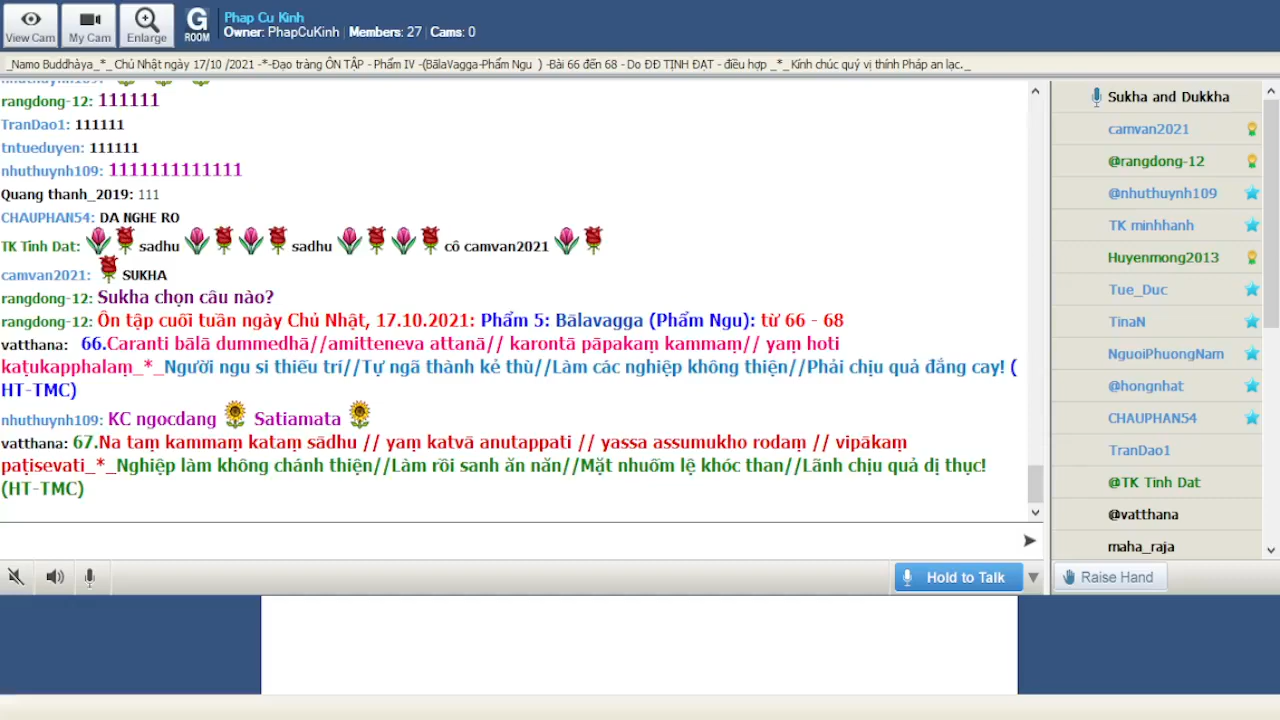 View Cam
My Cam
Enlarge
G
ROOM
Phap Cu Kinh
Owner: PhapCuKinh | Members: 27 | Cams: 0
_Namo Buddhàya_*_ Chủ Nhật ngày 17/10 /2021 -*-Đạo tràng ÔN TẬP - Phẩm IV -(BālaVagga-Phẩm Ngu ) -Bài 66 đến 68 - Do ĐĐ TỊNH ĐẠT - điều hợp _*_Kính chúc quý vị thính Pháp an lạc._
nhuthuynh109:
rangdong-12: 111111
TranDao1: 111111
tntueduyen: 111111
nhuthuynh109: 1111111111111
Quang thanh_2019: 111
CHAUPHAN54: DA NGHE RO
TK Tinh Dat: sadhu sadhu cô camvan2021
camvan2021: SUKHA
rangdong-12: Sukha chọn câu nào?
rangdong-12: Ôn tập cuối tuần ngày Chủ Nhật, 17.10.2021: Phẩm 5: Bālavagga (Phẩm Ngu): từ 66 - 68
vatthana: 66.Caranti bālā dummedhā//amitteneva attanā// karontā pāpakaṃ kammaṃ// yaṃ hoti
kaṭukapphalaṃ_*_Người ngu si thiếu trí//Tự ngã thành kẻ thù//Làm các nghiệp không thiện//Phải chịu quả đắng cay! (
HT-TMC)
nhuthuynh109: KC ngocdang Satiamata
vatthana: 67.Na taṃ kammaṃ kataṃ sādhu // yaṃ katvā anutappati // yassa assumukho rodaṃ // vipākaṃ
paṭisevati_*_Nghiệp làm không chánh thiện//Làm rồi sanh ăn năn//Mặt nhuốm lệ khóc than//Lãnh chịu quả dị thục!
(HT-TMC)
Hold to Talk
Sukha and Dukkha
camvan2021
@rangdong-12
@nhuthuynh109
TK minhhanh
Huyenmong2013
Tue_Duc
TinaN
NguoiPhuongNam
@hongnhat
CHAUPHAN54
TranDao1
@TK Tinh Dat
@vatthana
maha_raja
Raise Hand